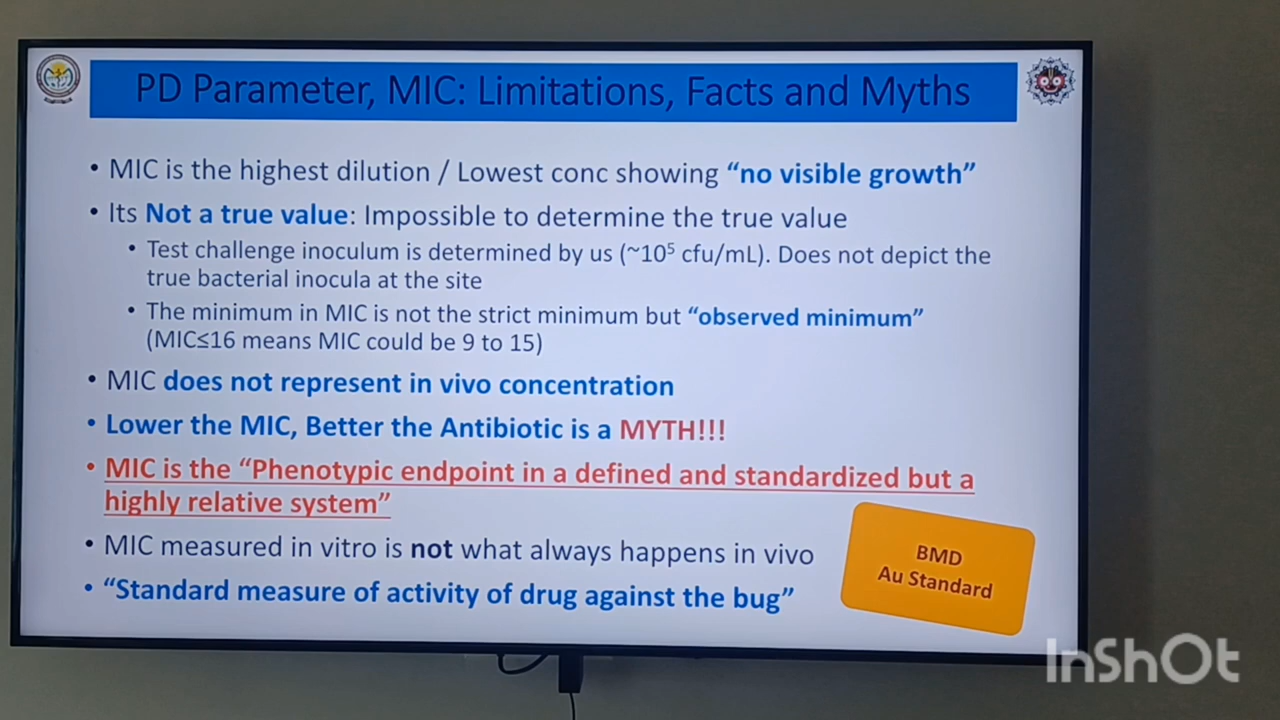 PD Parameter, MIC: Limitations, Facts and Myths
• MIC is the highest dilution / Lowest conc showing “no visible growth”
• Its Not a true value: Impossible to determine the true value
• Test challenge inoculum is determined by us (~10⁵ cfu/mL). Does not depict the
true bacterial inocula at the site
• The minimum in MIC is not the strict minimum but “observed minimum”
(MIC≤16 means MIC could be 9 to 15)
• MIC does not represent in vivo concentration
• Lower the MIC, Better the Antibiotic is a MYTH!!!
• MIC is the “Phenotypic endpoint in a defined and standardized but a
highly relative system”
• MIC measured in vitro is not what always happens in vivo
• “Standard measure of activity of drug against the bug”
BMD
Au Standard
InShOt